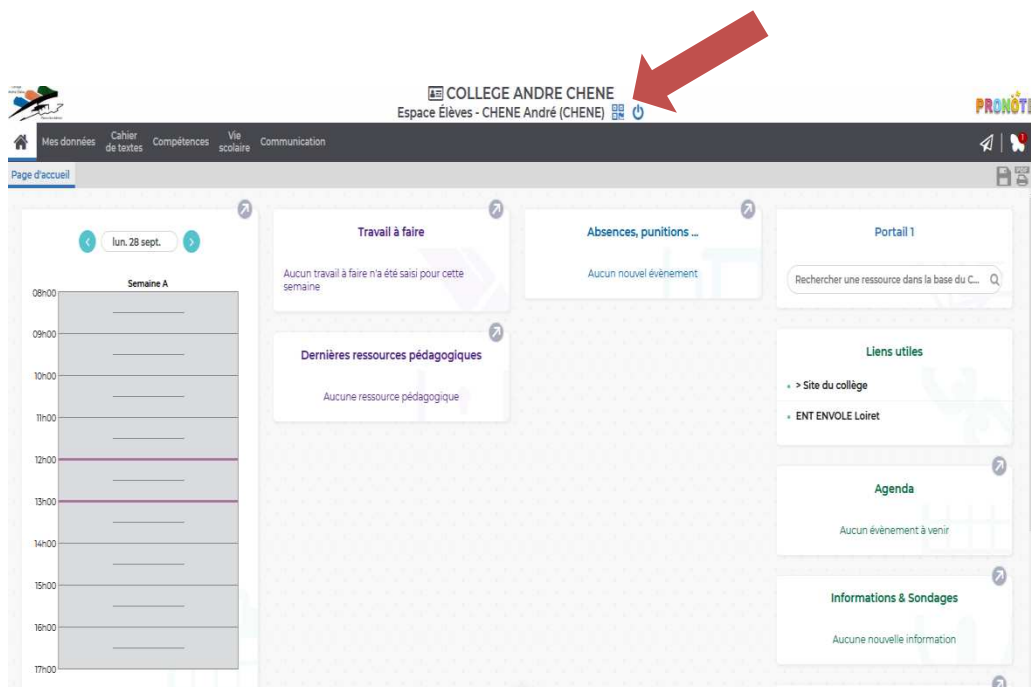 COLLEGE ANDRE CHENE
Espace Élèves - CHENE André (CHENE)
PRONOT
Mes données
Cahier
de textes
Compétences
Vie
scolaire
Communication
1
Page d'accueil
lun. 28 sept.
Semaine A
08h00
09h00
10h00
11h00
12h00
13h00
14h00
15h00
16h00
17h00
Travail à faire
Aucun travail à faire n'a été saisi pour cette
semaine
Dernières ressources pédagogiques
Aucune ressource pédagogique
Absences, punitions ...
Aucun nouvel évènement
Portail 1
Rechercher une ressource dans la base du C...
Liens utiles
> Site du collège
ENT ENVOLE Loiret
Agenda
Aucun évènement à venir
Informations & Sondages
Aucune nouvelle information